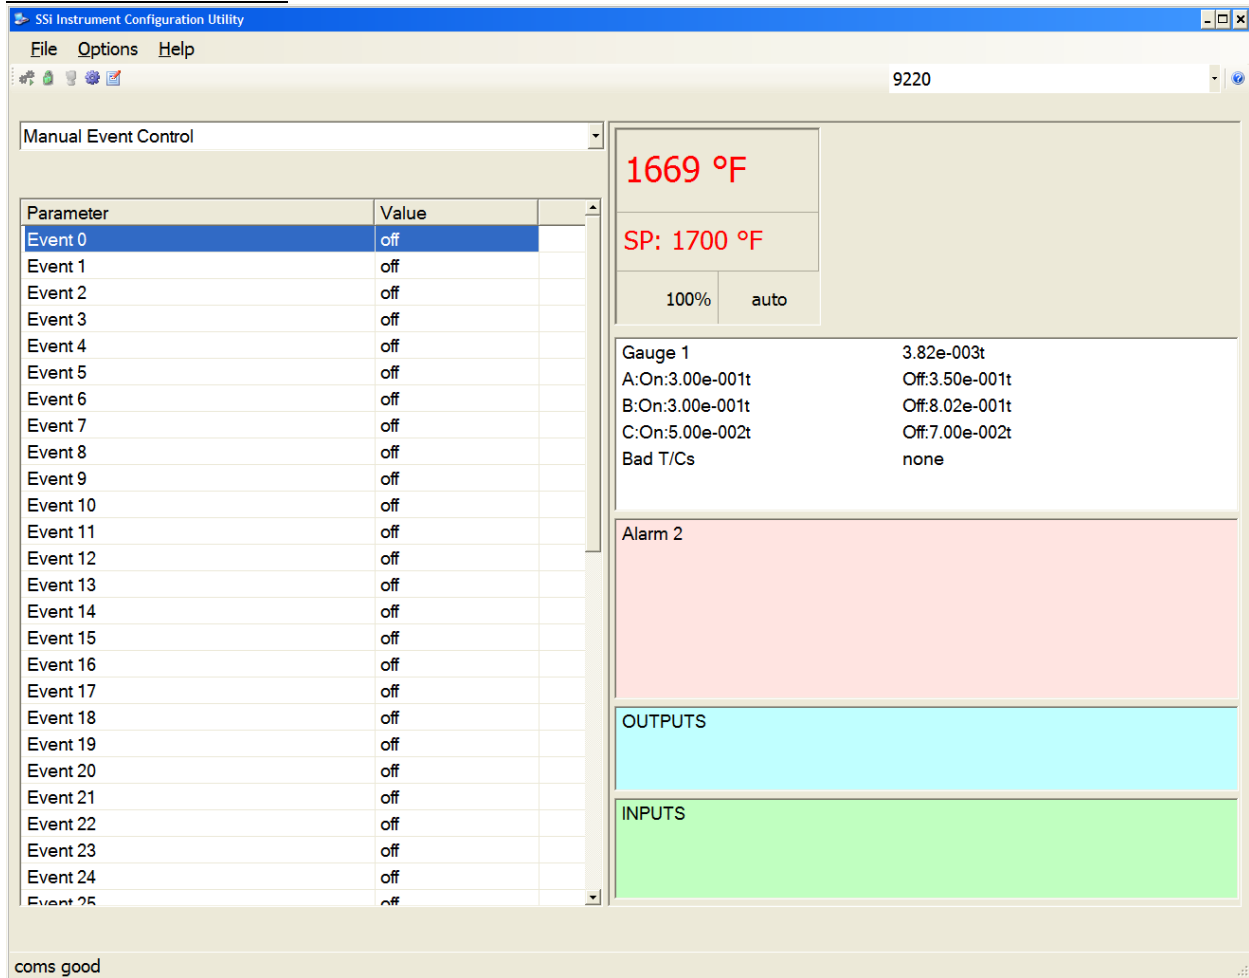 SSi Instrument Configuration Utility
File Options Help
9220
Manual Event Control
Parameter Value
Event 0 off
Event 1 off
Event 2 off
Event 3 off
Event 4 off
Event 5 off
Event 6 off
Event 7 off
Event 8 off
Event 9 off
Event 10 off
Event 11 off
Event 12 off
Event 13 off
Event 14 off
Event 15 off
Event 16 off
Event 17 off
Event 18 off
Event 19 off
Event 20 off
Event 21 off
Event 22 off
Event 23 off
Event 24 off
Event 25 off
1669 °F
SP: 1700 °F
100% auto
Gauge 1 3.82e-003t
A:On:3.00e-001t Off:3.50e-001t
B:On:3.00e-001t Off:8.02e-001t
C:On:5.00e-002t Off:7.00e-002t
Bad T/Cs none
Alarm 2
OUTPUTS
INPUTS
coms good